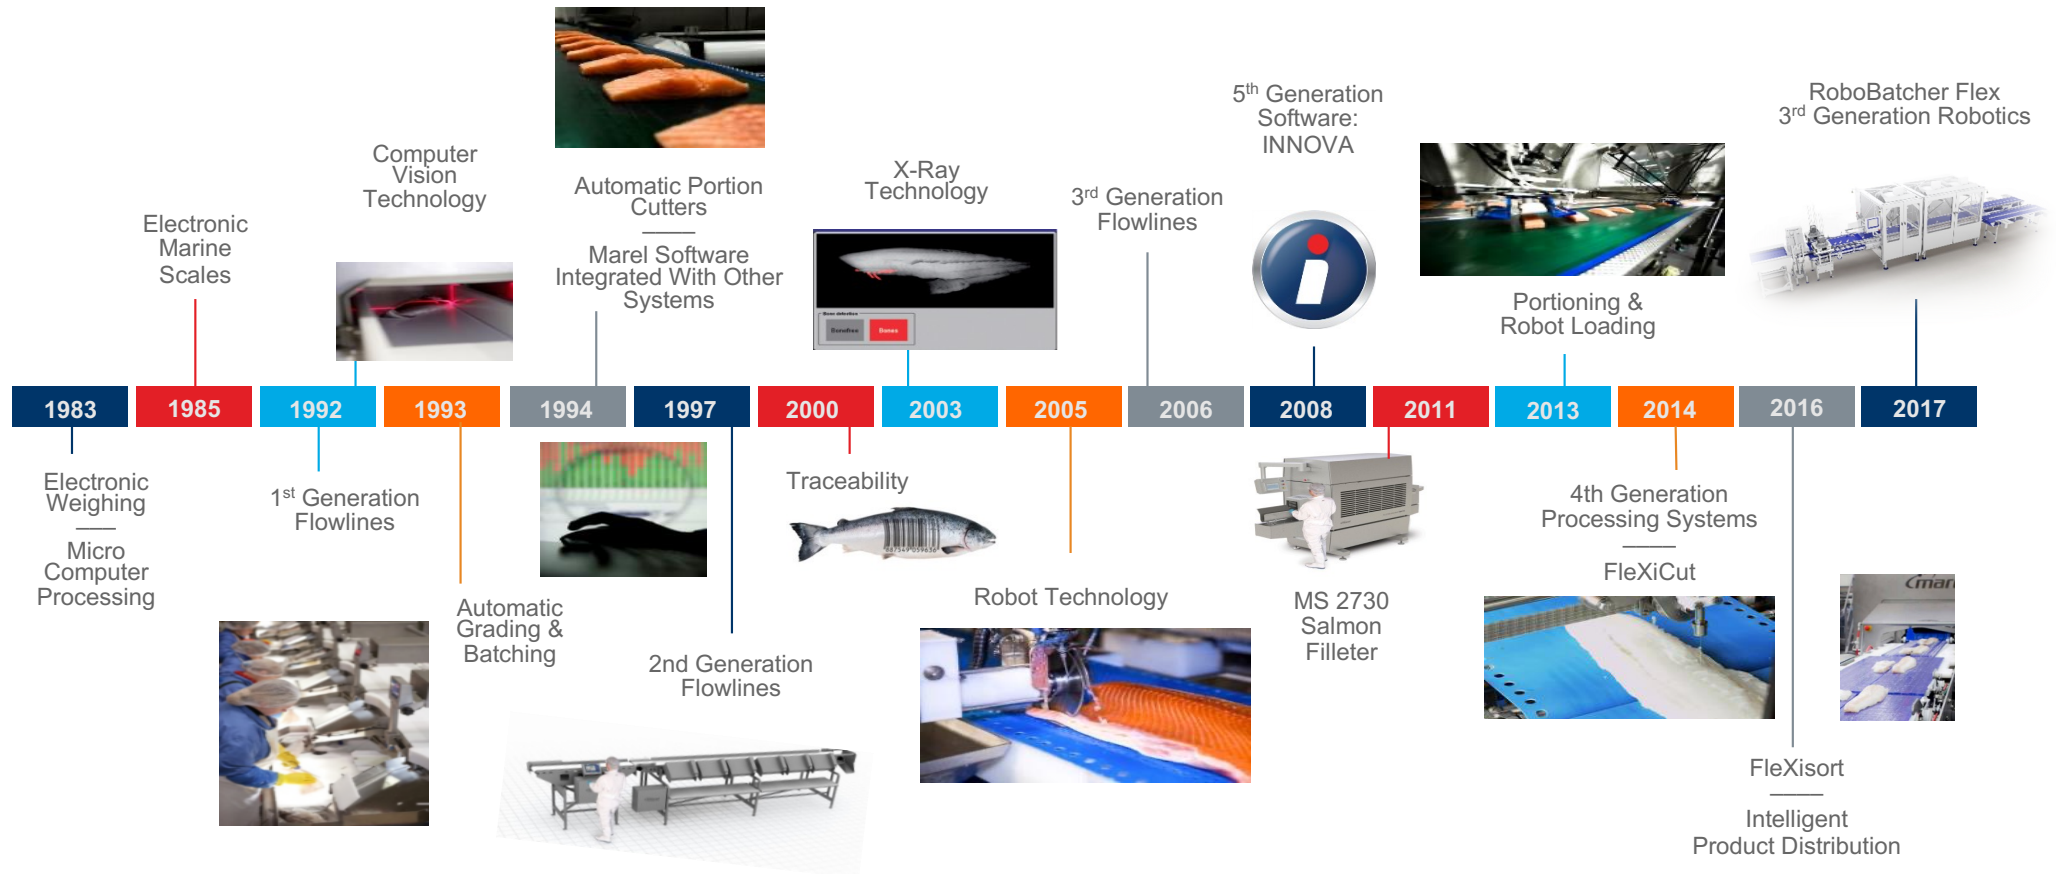 5th Generation
Software:
INNOVA
RoboBatcher Flex
3rd Generation Robotics
Computer
Vision
Technology
Automatic Portion
Cutters
Marel Software
Integrated With Other
Systems
X-Ray
Technology
3rd Generation
Flowlines
Electronic
Marine
Scales
Bone detection
Bones
Portioning &
Robot Loading
1983
1985
1992
1993
1994
1997
2000
2003
2005
2006
2008
2011
2013
2014
2016
2017
Electronic
Weighing
Micro
Computer
Processing
1st Generation
Flowlines
Automatic
Grading &
Batching
2nd Generation
Flowlines
Traceability
Robot Technology
MS 2730
Salmon
Filleter
4th Generation
Processing Systems
FleXiCut
FleXisort
Intelligent
Product Distribution